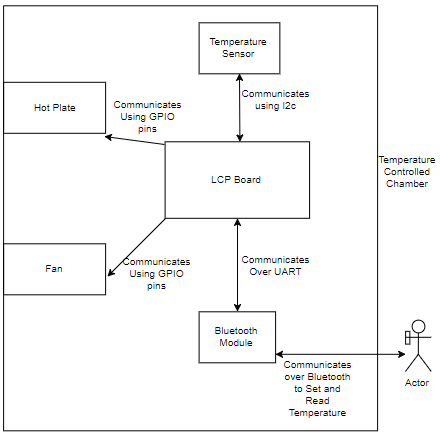 Temperature
Sensor
Communicates
using I2c
Hot Plate
Communicates
Using GPIO
pins
Temperature
Controlled
Chamber
LCP Board
Communicates
Using GPIO
pins
Communicates
Over UART
Fan
Bluetooth
Module
Communicates
over Bluetooth
to Set and
Read
Temperature
Actor